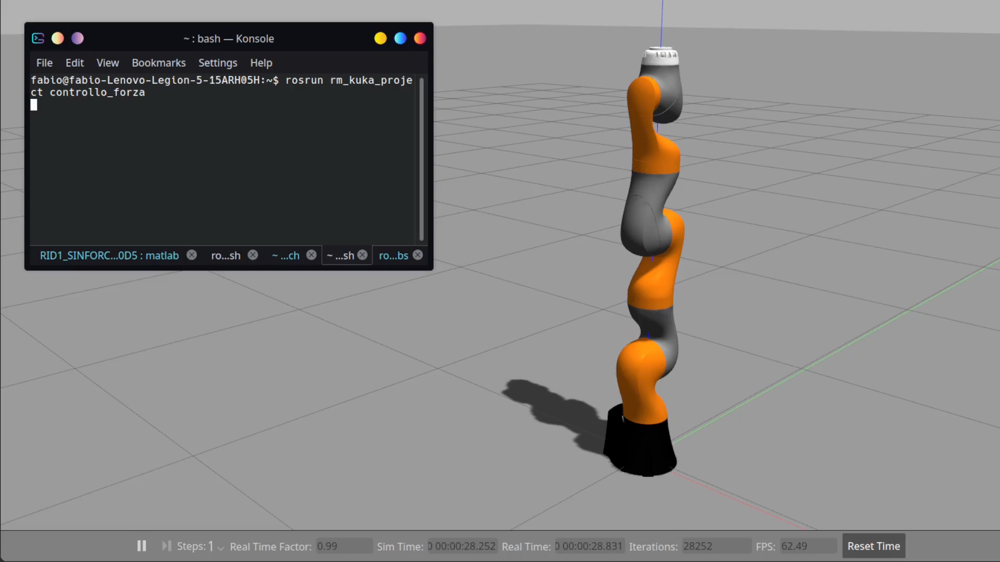 ~ : bash — Konsole
File Edit View Bookmarks Settings Help
fabio@fabio-Lenovo-Legion-5-15ARH05H:~$ rosrun rm_kuka_proje
ct controllo_forza
RID1_SINFORC...0D5 : matlab ro...sh ~ ...ch ~ ...sh ro...bs
Steps: 1 Real Time Factor: 0.99 Sim Time: 0 00:00:28.252 Real Time: 0 00:00:28.831 Iterations: 28252 FPS: 62.49 Reset Time